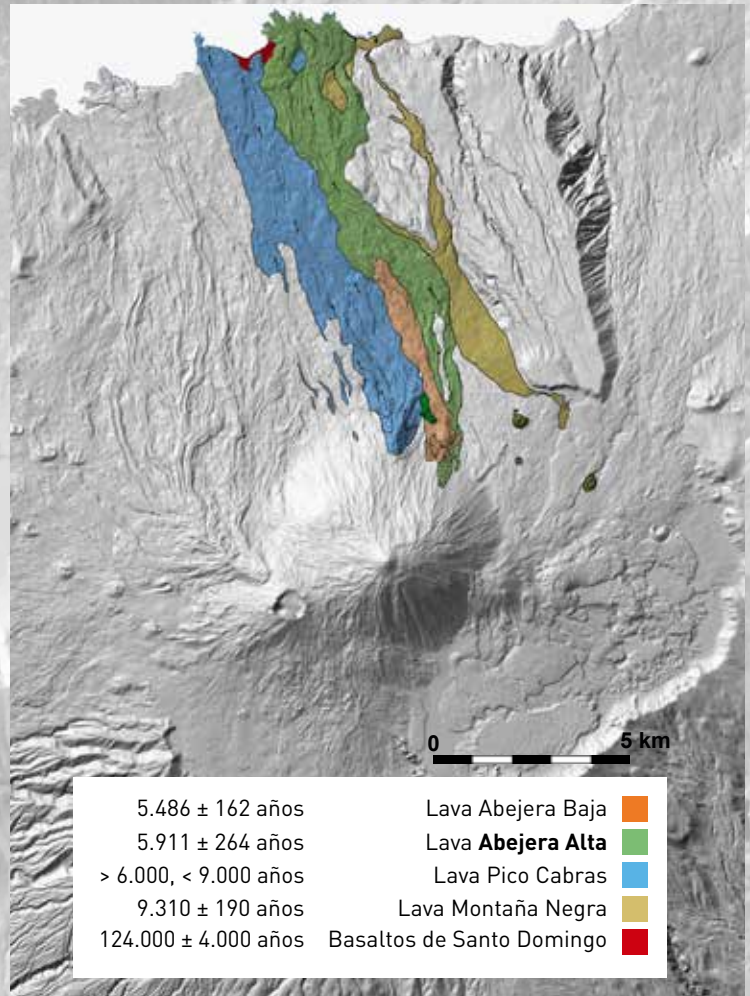 0 5 km
5.486 ± 162 años Lava Abejera Baja
5.911 ± 264 años Lava Abejera Alta
> 6.000, < 9.000 años Lava Pico Cabras
9.310 ± 190 años Lava Montaña Negra
124.000 ± 4.000 años Basaltos de Santo Domingo